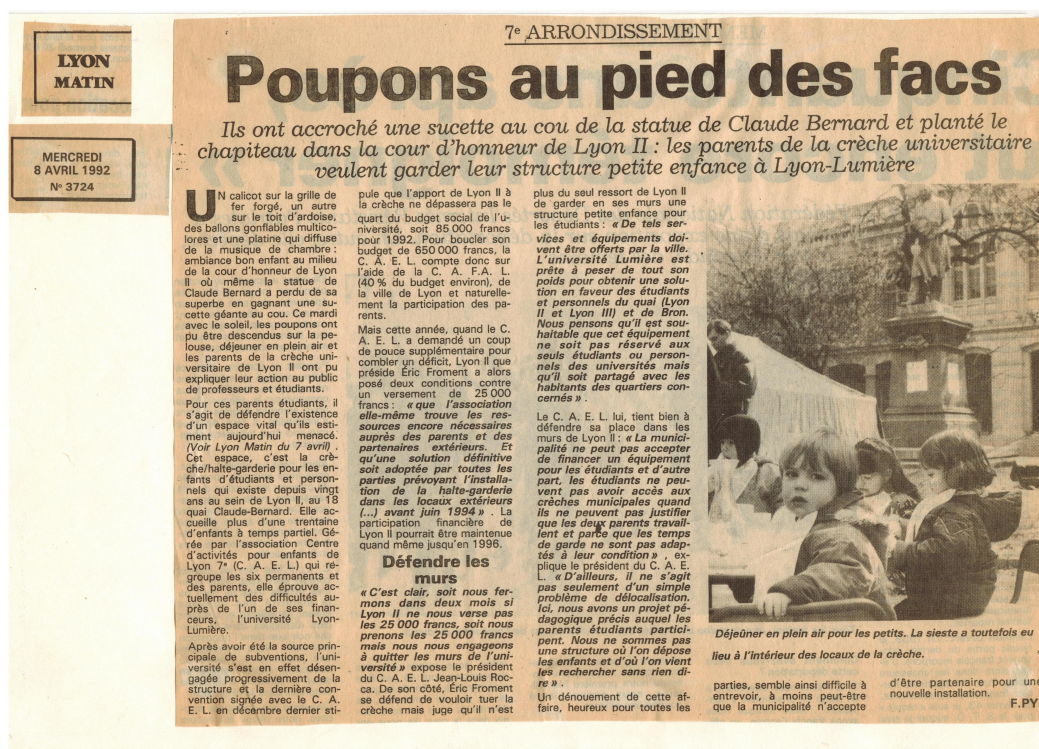 LYON
MATIN
MERCREDI
8 AVRIL 1992
No 3724
7e ARRONDISSEMENT
Poupons au pied des facs
Ils ont accroché une sucette au cou de la statue de Claude Bernard et planté le
chapiteau dans la cour d'honneur de Lyon II : les parents de la crèche universitaire
veulent garder leur structure petite enfance à Lyon-Lumière
UN calicot sur la grille de
fer forgé, un autre
sur le toit d'ardoise,
des ballons gonflables multico-
lores et une platine qui diffuse
de la musique de chambre :
ambiance bon enfant au milieu
de la cour d'honneur de Lyon
II où même la statue de
Claude Bernard a perdu de sa
superbe en gagnant une su-
cette géante au cou. Ce mardi
avec le soleil, les poupons ont
pu être descendus sur la pe-
louse, déjeuner en plein air et
les parents de la crèche uni-
versitaire de Lyon II ont pu
expliquer leur action au public
de professeurs et étudiants.
Pour ces parents étudiants, il
s'agit de défendre l'existence
d'un espace vital qu'ils esti-
ment aujourd'hui menacé.
(Voir Lyon Matin du 7 avril) .
Cet espace, c'est la crè-
che/halte-garderie pour les en-
fants d'étudiants et person-
nels qui existe depuis vingt
ans au sein de Lyon II, au 18
quai Claude-Bernard. Elle ac-
cueille plus d'une trentaine
d'enfants à temps partiel. Gé-
rée par l'association Centre
d'activités pour enfants de
Lyon 7e (C. A. E. L.) qui re-
groupe les six permanents et
des parents, elle éprouve ac-
tuellement des difficultés au-
près de l'un de ses finan-
ceurs, l'université Lyon-
Lumière.
Après avoir été la source prin-
cipale de subventions, l'uni-
versité s'est en effet désen-
gagée progressivement de la
structure et la dernière con-
vention signée avec le C. A.
E. L. en décembre dernier sti-
pule que l'apport de Lyon II à
la crèche ne dépassera pas le
quart du budget social de l'u-
niversité, soit 85 000 francs
pour 1992. Pour boucler son
budget de 650 000 francs, la
C. A. E. L. compte donc sur
l'aide de la C. A. F.A. L.
(40 % du budget environ), de
la ville de Lyon et naturelle-
ment la participation des pa-
rents.
Mais cette année, quand le C.
A. E. L. a demandé un coup
de pouce supplémentaire pour
combler un déficit, Lyon II que
préside Éric Froment a alors
posé deux conditions contre
un versement de 25 000
francs : « que l'association
elle-même trouve les res-
sources encore nécessaires
auprès des parents et des
partenaires extérieurs. Et
qu'une solution définitive
soit adoptée par toutes les
parties prévoyant l'installa-
tion de la halte-garderie
dans les locaux extérieurs
(...) avant juin 1994 » . La
participation financière de
Lyon II pourrait être maintenue
quand même jusqu'en 1996.
Défendre les
murs
« C'est clair, soit nous fer-
mons dans deux mois si
Lyon II ne nous verse pas
les 25 000 francs, soit nous
prenons les 25 000 francs
mais nous nous engageons
à quitter les murs de l'uni-
versité » expose le président
du C. A. E. L. Jean-Louis Roc-
ca. De son côté, Éric Froment
se défend de vouloir tuer la
crèche mais juge qu'il n'est
plus du seul ressort de Lyon II
de garder en ses murs une
structure petite enfance pour
les étudiants : « De tels ser-
vices et équipements doi-
vent être offerts par la ville.
L'université Lumière est
prête à peser de tout son
poids pour obtenir une solu-
tion en faveur des étudiants
et personnels du quai (Lyon
II et Lyon III) et de Bron.
Nous pensons qu'il est sou-
haitable que cet équipement
ne soit pas réservé aux
seuls étudiants ou person-
nels des universités mais
qu'il soit partagé avec les
habitants des quartiers con-
cernés » .
Le C. A. E. L. lui, tient bien à
défendre sa place dans les
murs de Lyon II : « La munici-
palité ne peut pas accepter
de financer un équipement
pour les étudiants et d'autre
part, les étudiants ne peu-
vent pas avoir accès aux
crèches municipales quand
ils ne peuvent pas justifier
que les deux parents travail-
lent et parce que les temps
de garde ne sont pas adap-
tés à leur condition » , ex-
plique le président du C. A. E.
L. « D'ailleurs, il ne s'agit
pas seulement d'un simple
problème de délocalisation.
Ici, nous avons un projet pé-
dagogique précis auquel les
parents étudiants partici-
pent. Nous ne sommes pas
une structure où l'on dépose
les enfants et d'où l'on vient
les rechercher sans rien di-
re » .
Un dénouement de cette af-
faire, heureux pour toutes les
Déjeûner en plein air pour les petits. La sieste a toutefois eu
lieu à l'intérieur des locaux de la crèche.
parties, semble ainsi difficile à
entrevoir, à moins peut-être
que la municipalité n'accepte
d'être partenaire pour une
nouvelle installation.
F.PY